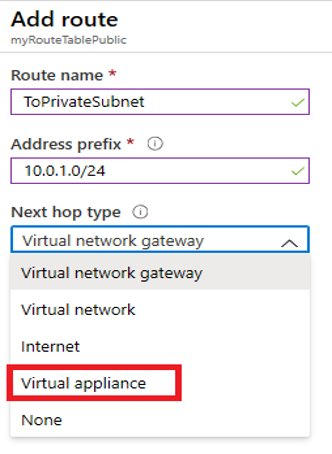 Add route
myRouteTablePublic
Route name *
ToPrivateSubnet
Address prefix *
10.0.1.0/24
Next hop type
Virtual network gateway
Virtual network gateway
Virtual network
Internet
Virtual appliance
None